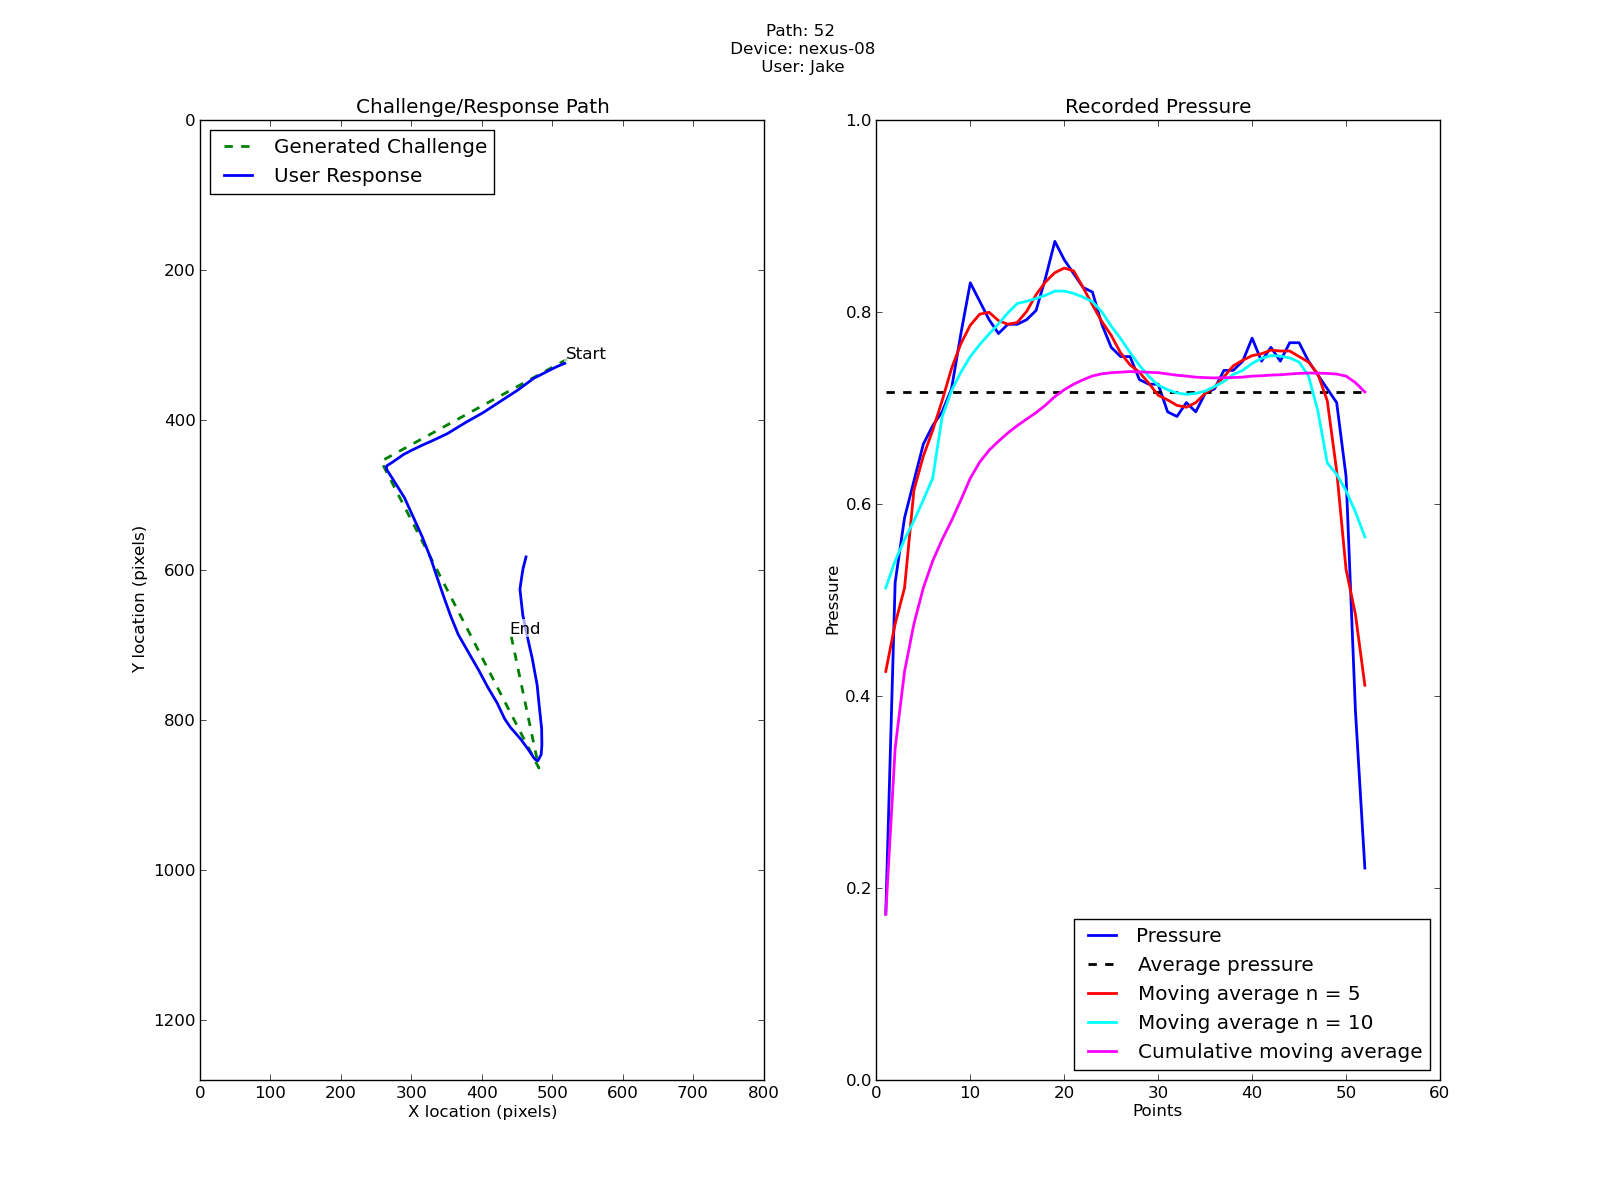 Path: 52
Device: nexus-08
User: Jake
Challenge/Response Path
Generated Challenge
User Response
Start
End
0
200
400
600
800
1000
1200
Y location (pixels)
0 100 200 300 400 500 600 700 800
X location (pixels)
Recorded Pressure
1.0
0.8
0.6
0.4
0.2
0.0
Pressure
Pressure
Average pressure
Moving average n = 5
Moving average n = 10
Cumulative moving average
0 10 20 30 40 50 60
Points